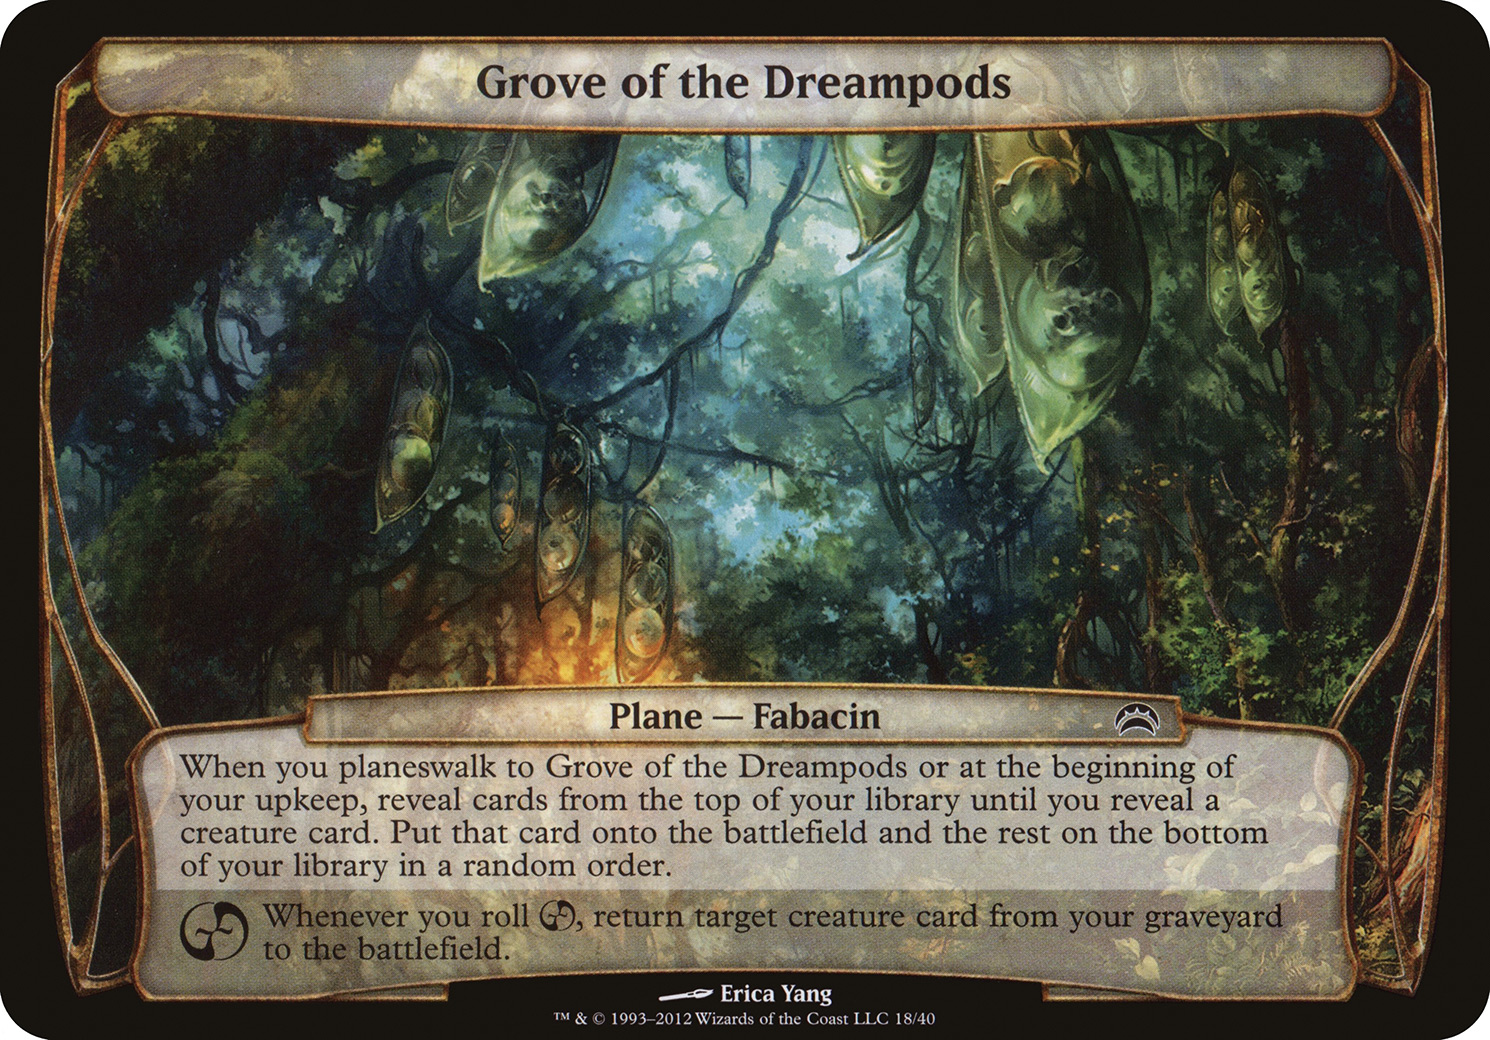 Grove of the Dreampods
Plane — Fabacin
When you planeswalk to Grove of the Dreampods or at the beginning of
your upkeep, reveal cards from the top of your library until you reveal a
creature card. Put that card onto the battlefield and the rest on the bottom
of your library in a random order.
Whenever you roll , return target creature card from your graveyard
to the battlefield.
Erica Yang
™ & © 1993–2012 Wizards of the Coast LLC 18/40